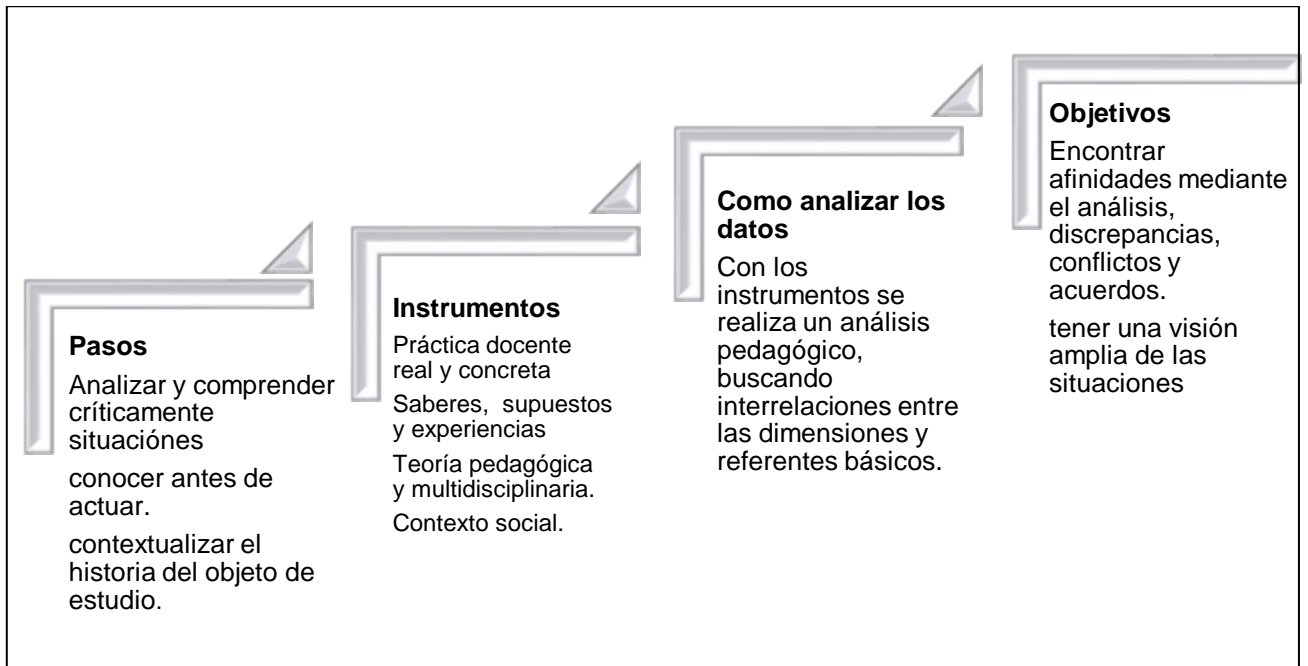 Pasos
Analizar y comprender
críticamente
situaciónes
conocer antes de
actuar.
contextualizar el
historia del objeto de
estudio.
Instrumentos
Práctica docente
real y concreta
Saberes, supuestos
y experiencias
Teoría pedagógica
y multidisciplinaria.
Contexto social.
Como analizar los
datos
Con los
instrumentos se
realiza un análisis
pedagógico,
buscando
interrelaciones entre
las dimensiones y
referentes básicos.
Objetivos
Encontrar
afinidades mediante
el análisis,
discrepancias,
conflictos y
acuerdos.
tener una visión
amplia de las
situaciones